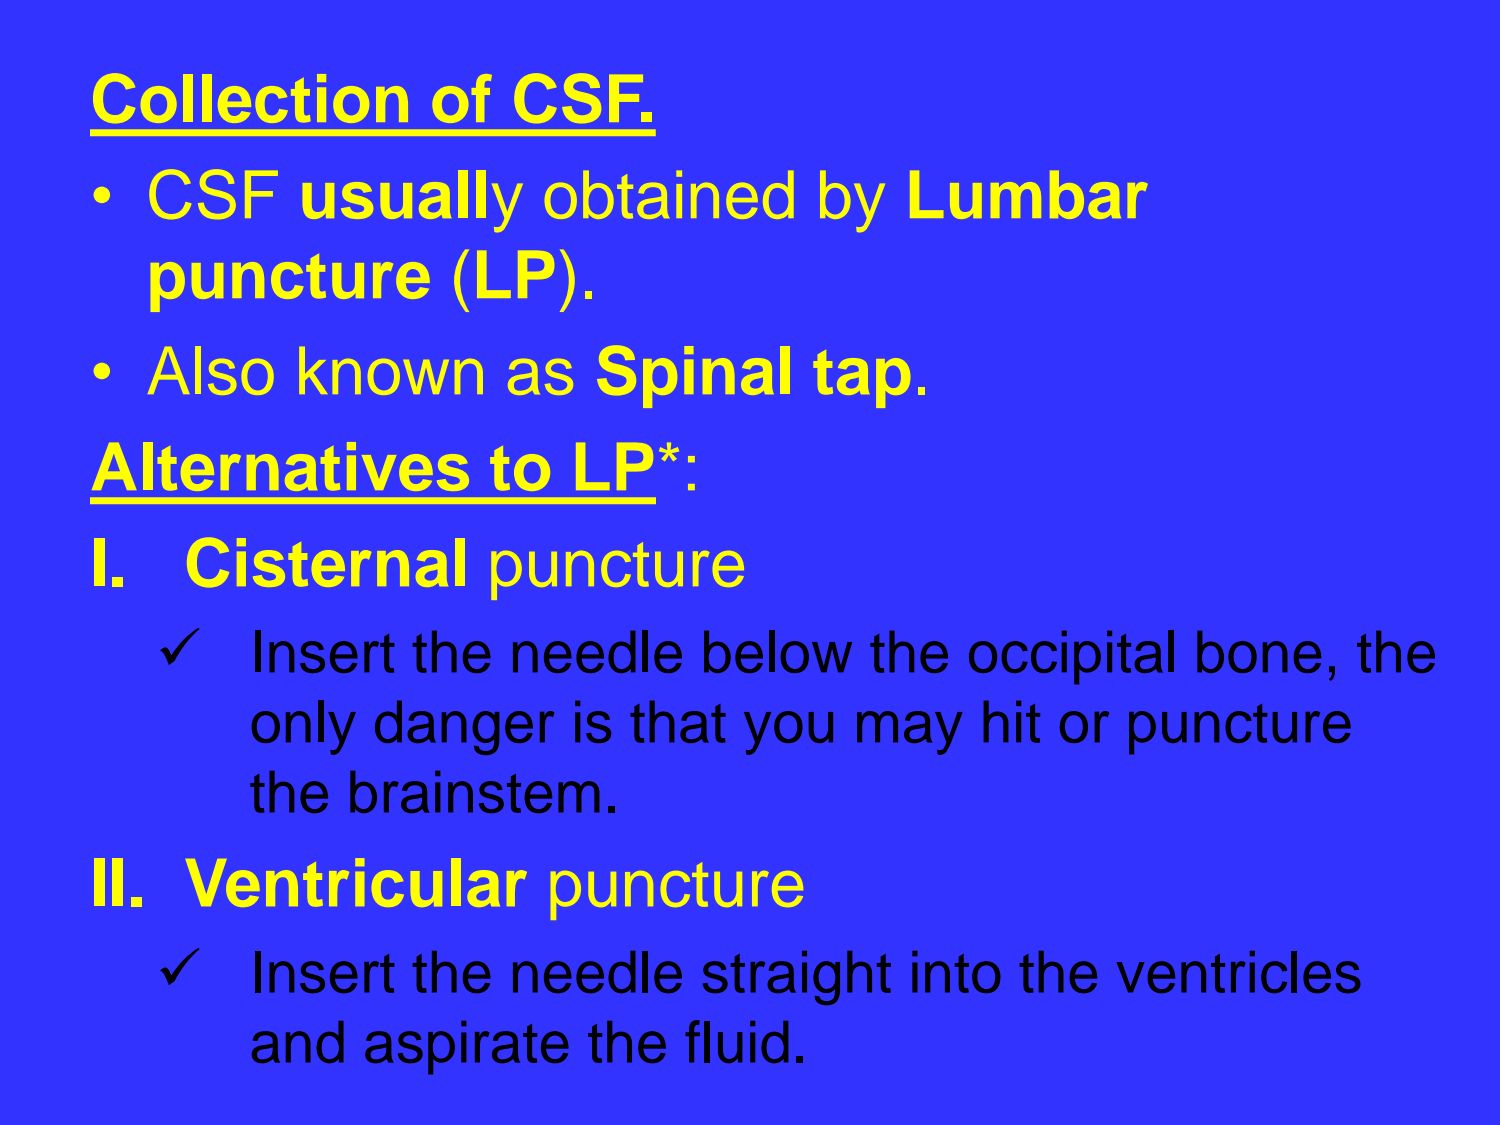 Collection of CSF.
• CSF usually obtained by Lumbar
puncture (LP).
• Also known as Spinal tap.
Alternatives to LP*:
I. Cisternal puncture
✓ Insert the needle below the occipital bone, the
only danger is that you may hit or puncture
the brainstem.
II. Ventricular puncture
✓ Insert the needle straight into the ventricles
and aspirate the fluid.